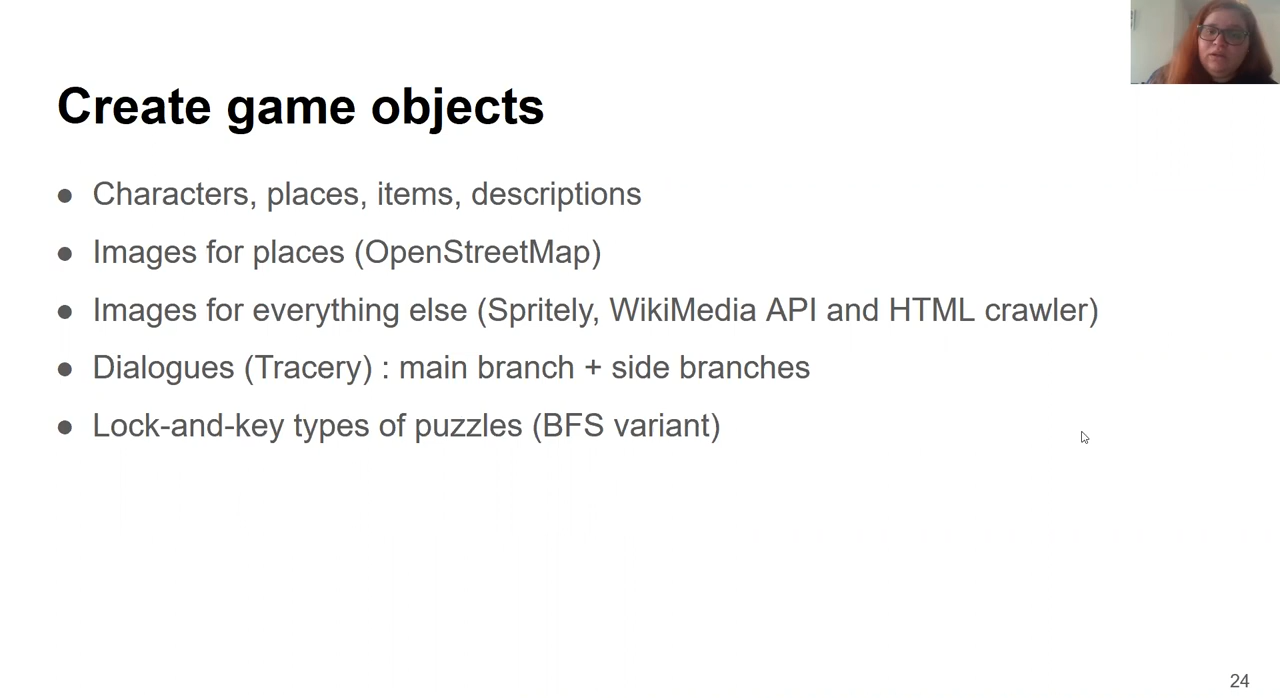 Create game objects
● Characters, places, items, descriptions
● Images for places (OpenStreetMap)
● Images for everything else (Spritely, WikiMedia API and HTML crawler)
● Dialogues (Tracery) : main branch + side branches
● Lock-and-key types of puzzles (BFS variant)
24